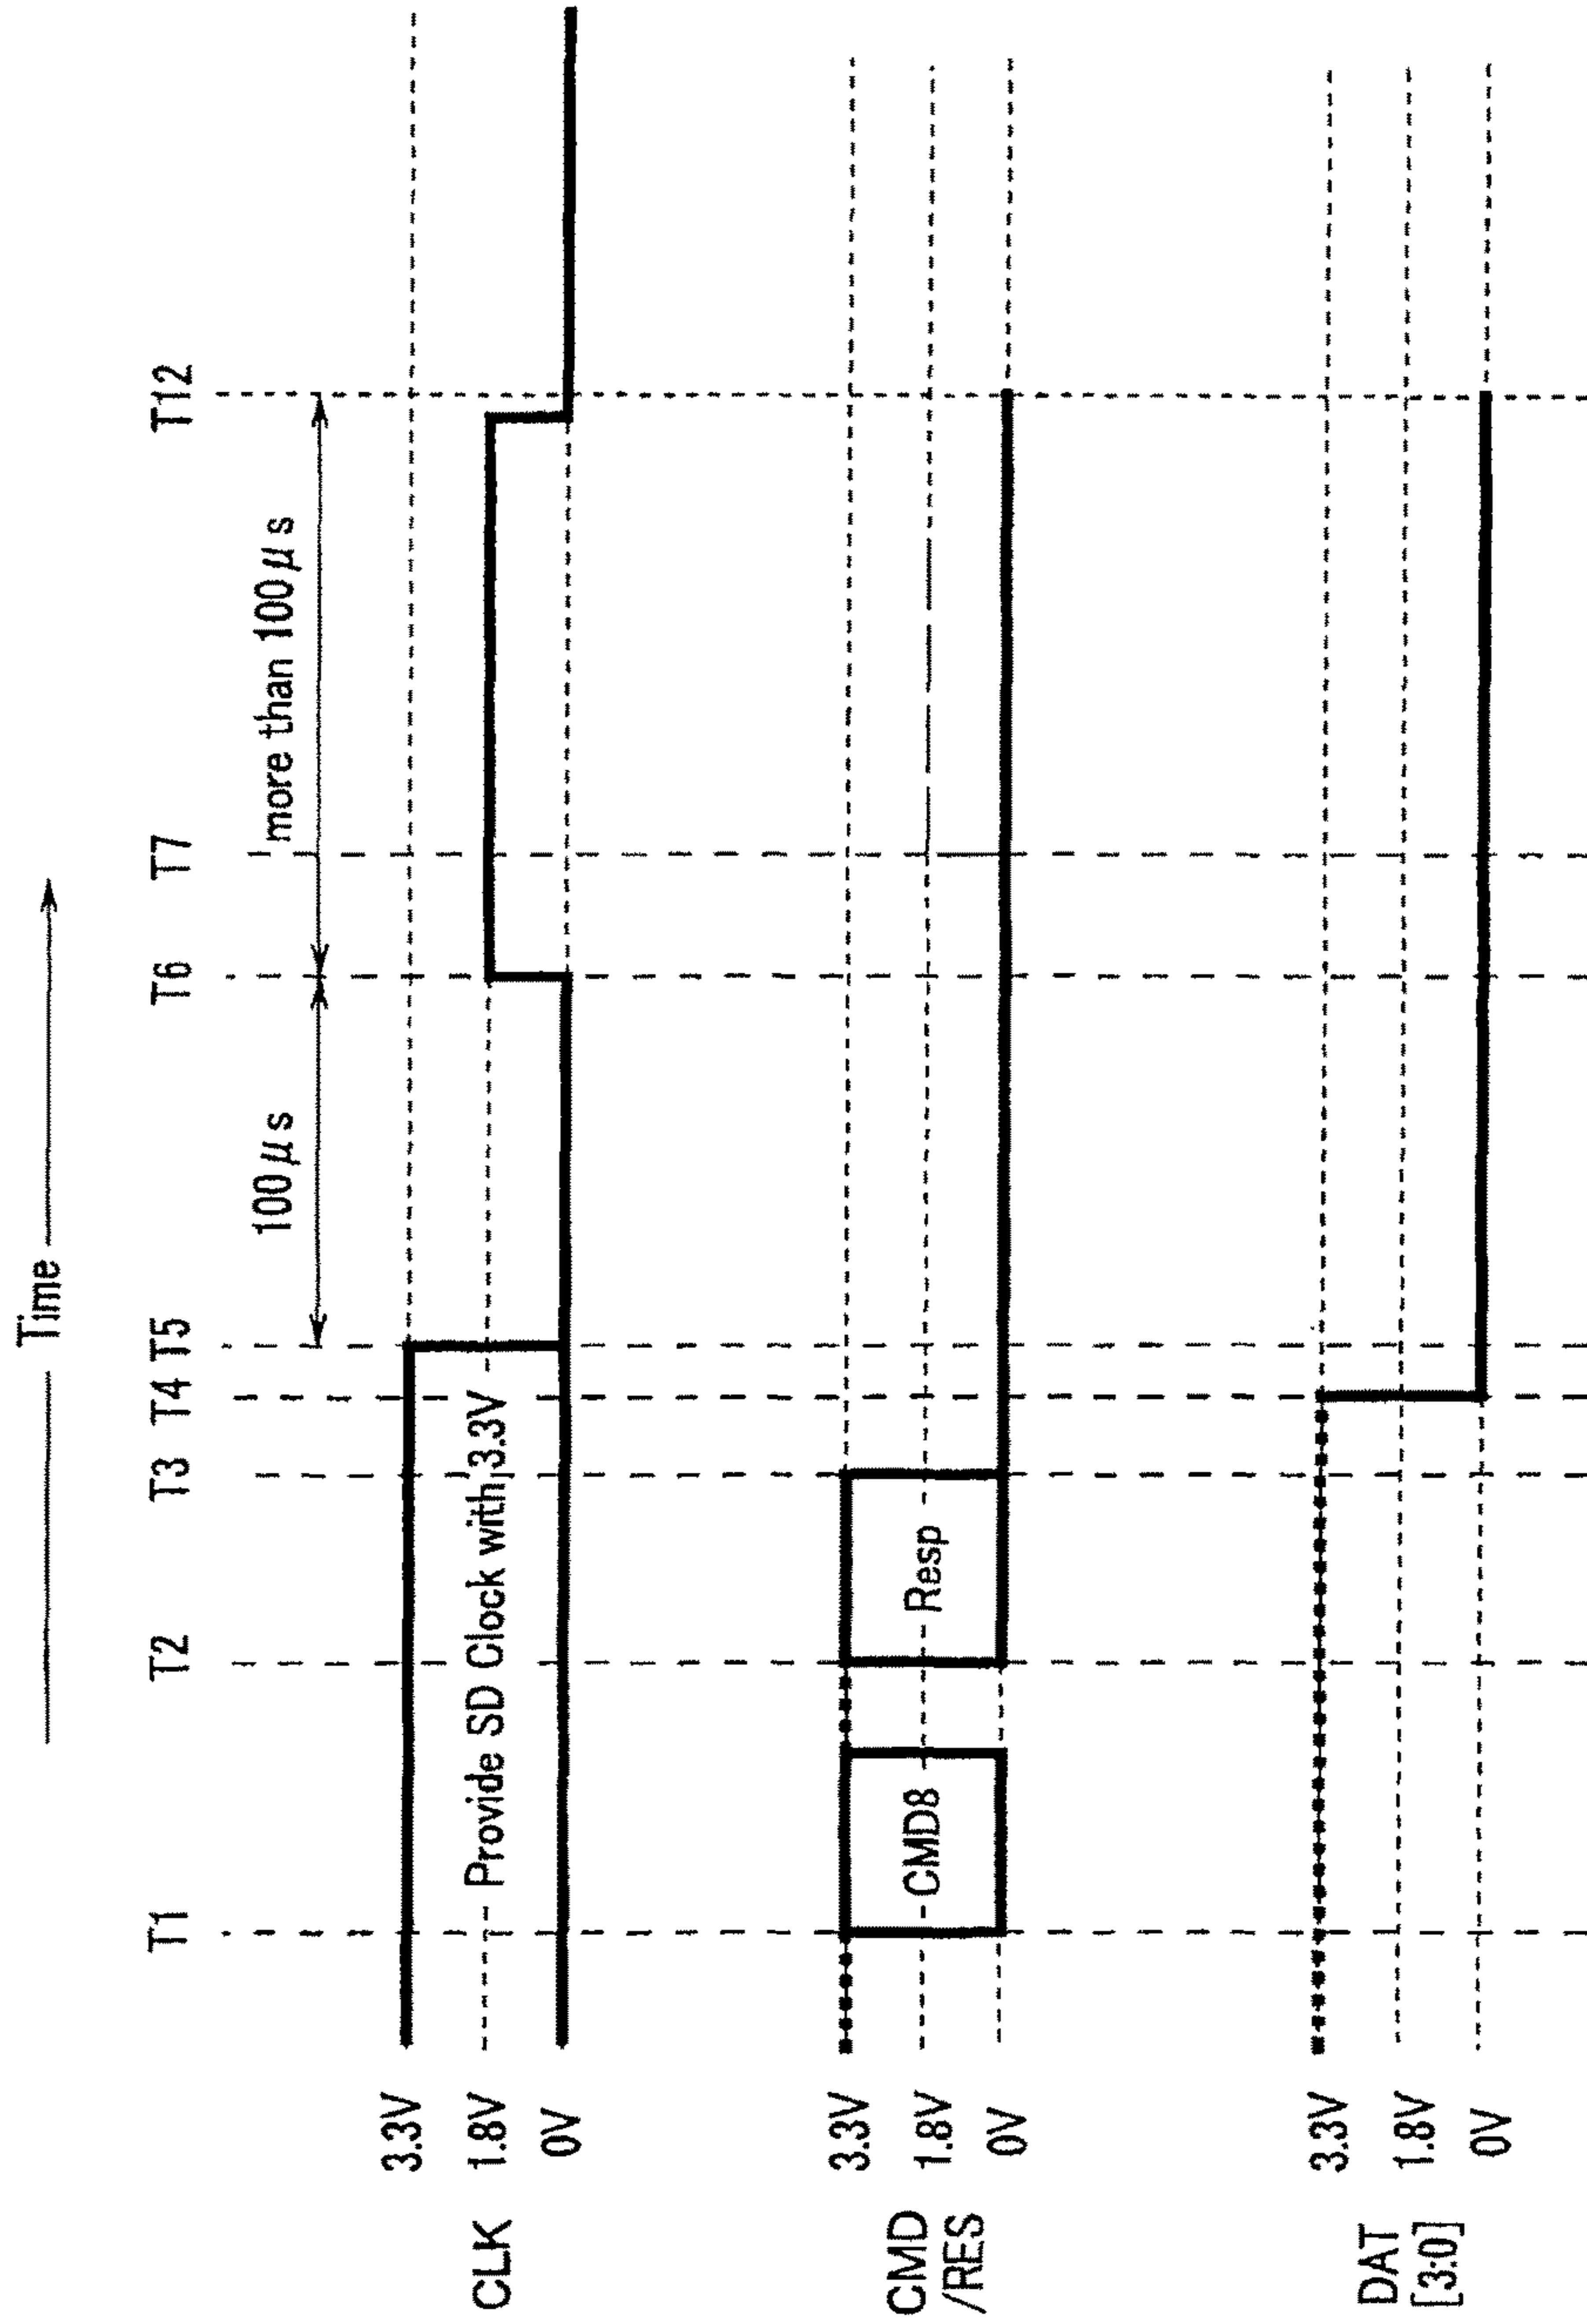 Time
T1 T2 T3 T4 T5 T6 T7 T12
100μs
more than 100μs
CLK
3.3V
1.8V
0V
Provide SD Clock with 3.3V
CMD
/RES
3.3V
1.8V
0V
CMD8
Resp
DAT
[3:0]
3.3V
1.8V
0V